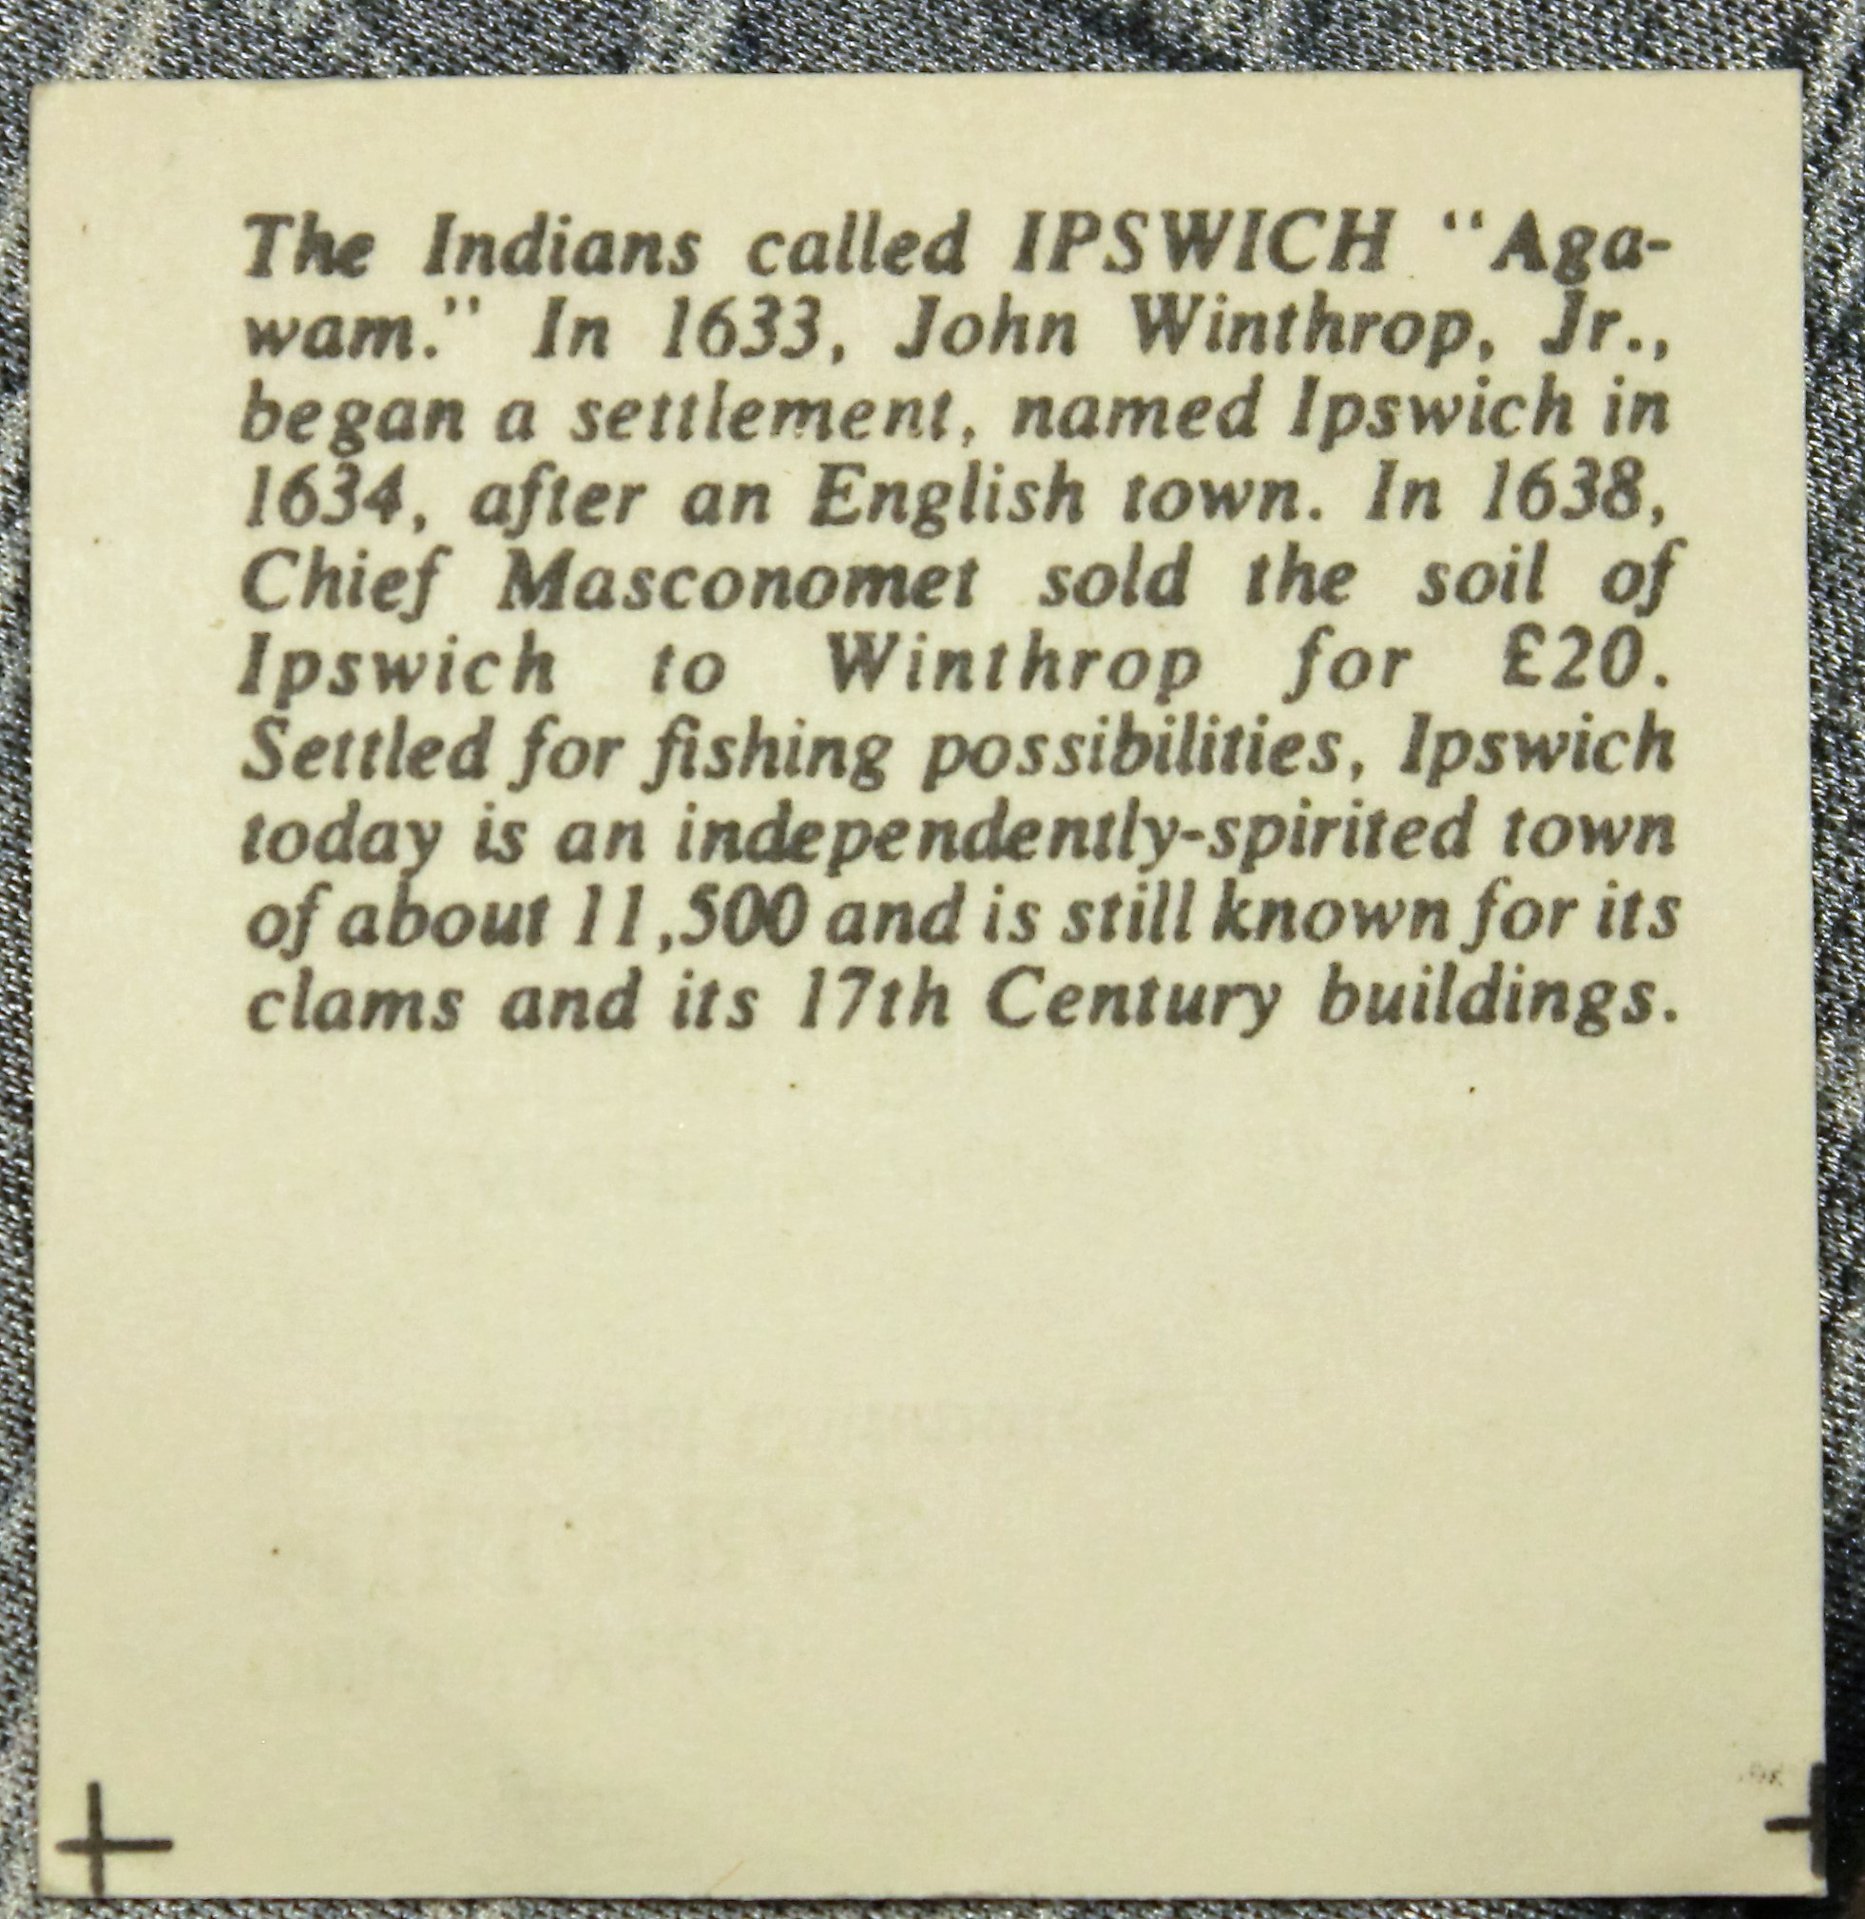 The Indians called IPSWICH “Aga-
wam.” In 1633, John Winthrop, Jr.,
began a settlement, named Ipswich in
1634, after an English town. In 1638,
Chief Masconomet sold the soil of
Ipswich to Winthrop for £20.
Settled for fishing possibilities, Ipswich
today is an independently-spirited town
of about 11,500 and is still known for its
clams and its 17th Century buildings.